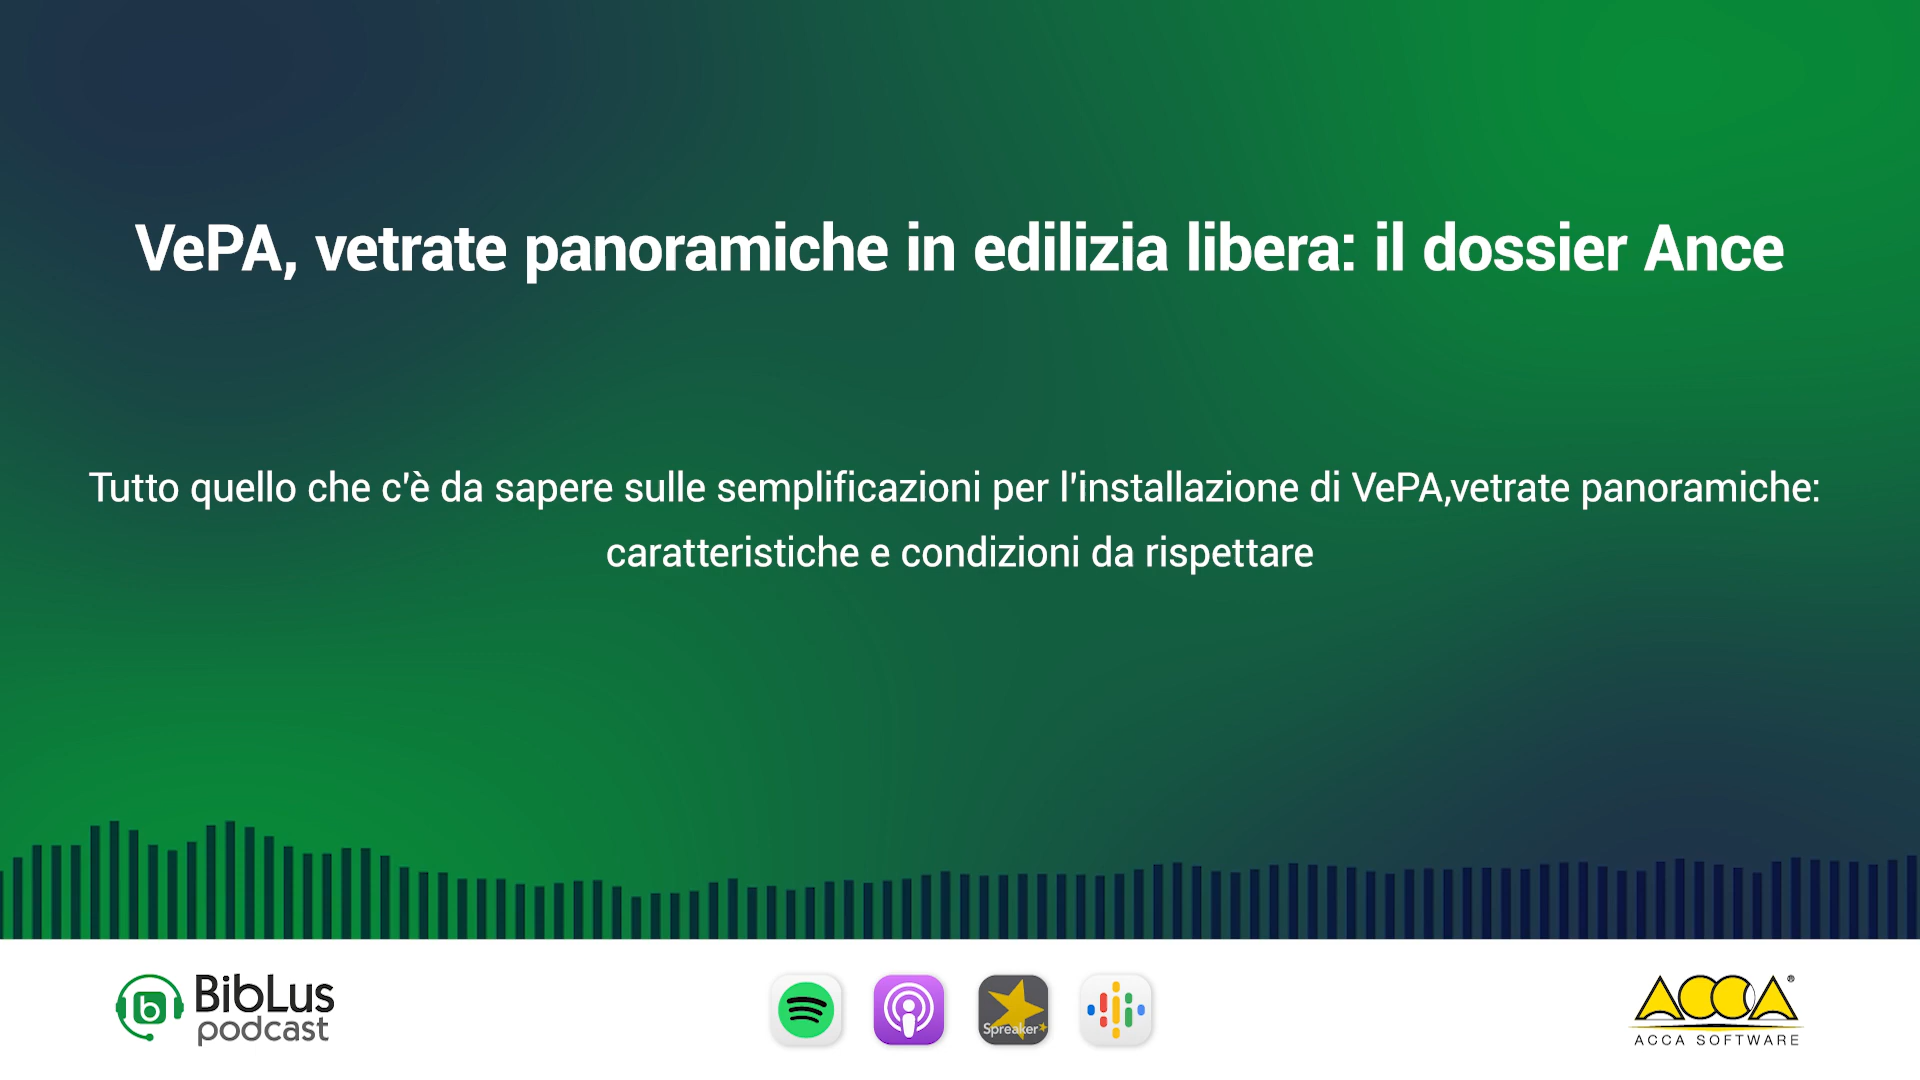 VePA, vetrate panoramiche in edilizia libera: il dossier Ance
Tutto quello che c'è da sapere sulle semplificazioni per l'installazione di VePA,vetrate panoramiche:
caratteristiche e condizioni da rispettare
b BibLus
podcast
Spreaker
ACCA ®
ACCA SOFTWARE